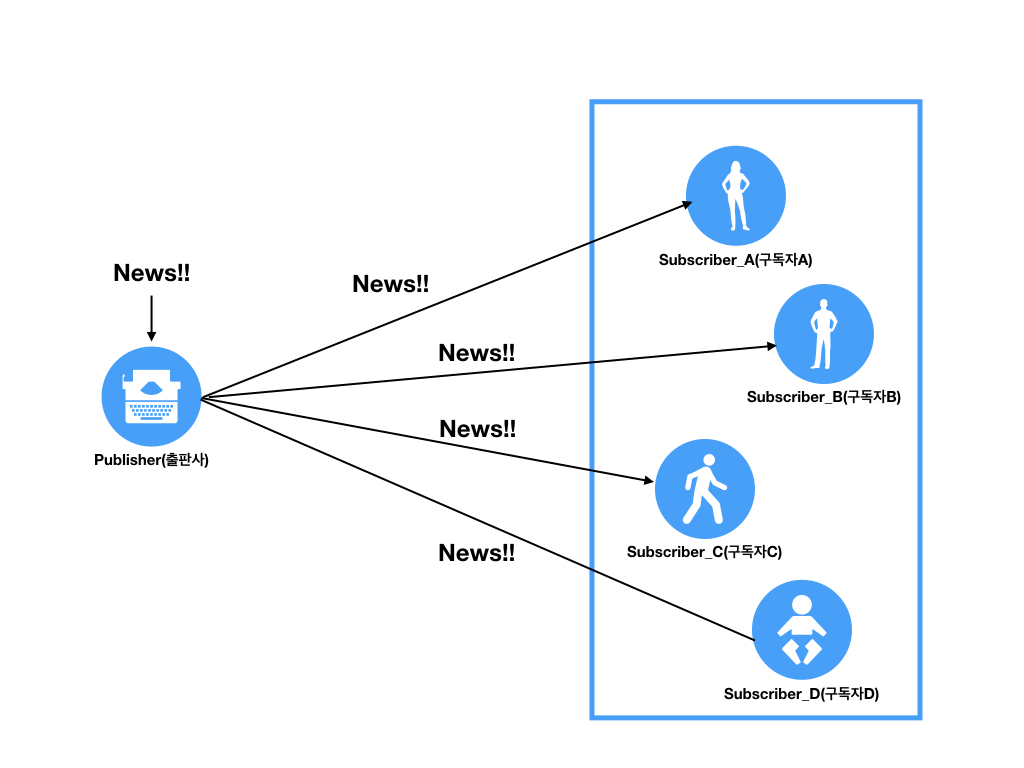 News!!
Publisher(출판사)
News!!
News!!
News!!
News!!
Subscriber_A(구독자A)
Subscriber_B(구독자B)
Subscriber_C(구독자C)
Subscriber_D(구독자D)